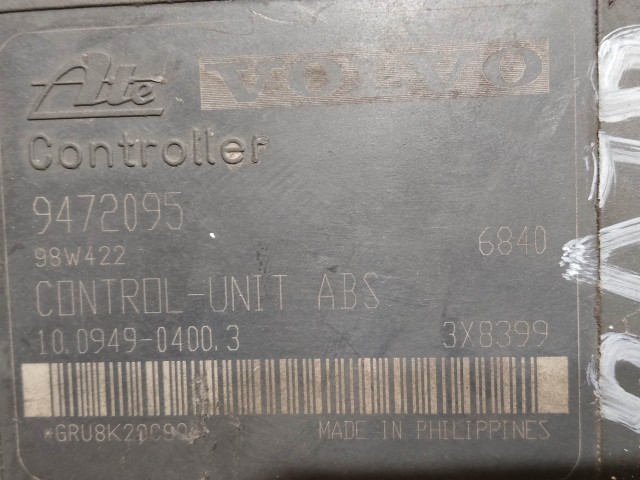 Ate VOLVO
Controller
9472095
98W422 6840
CONTROL-UNIT ABS
10.0949-0400.3 3X8399
MADE IN PHILIPPINES